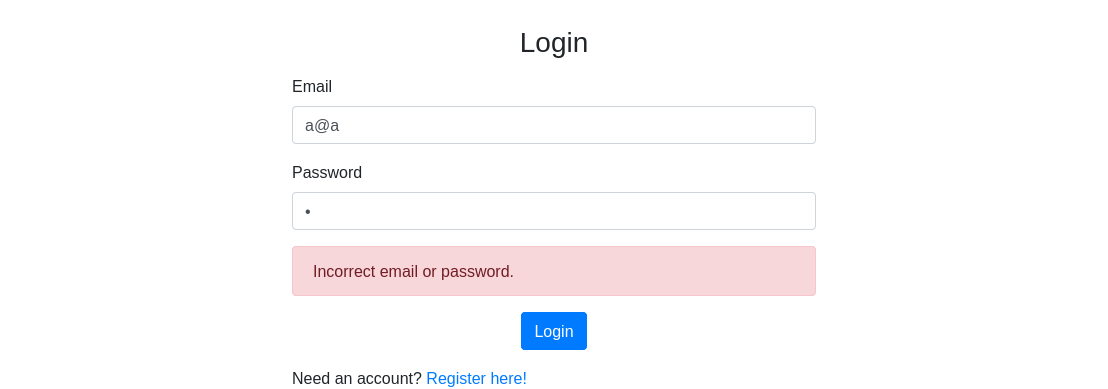 Login
Email
a@a
Password
•
Incorrect email or password.
Login
Need an account? Register here!